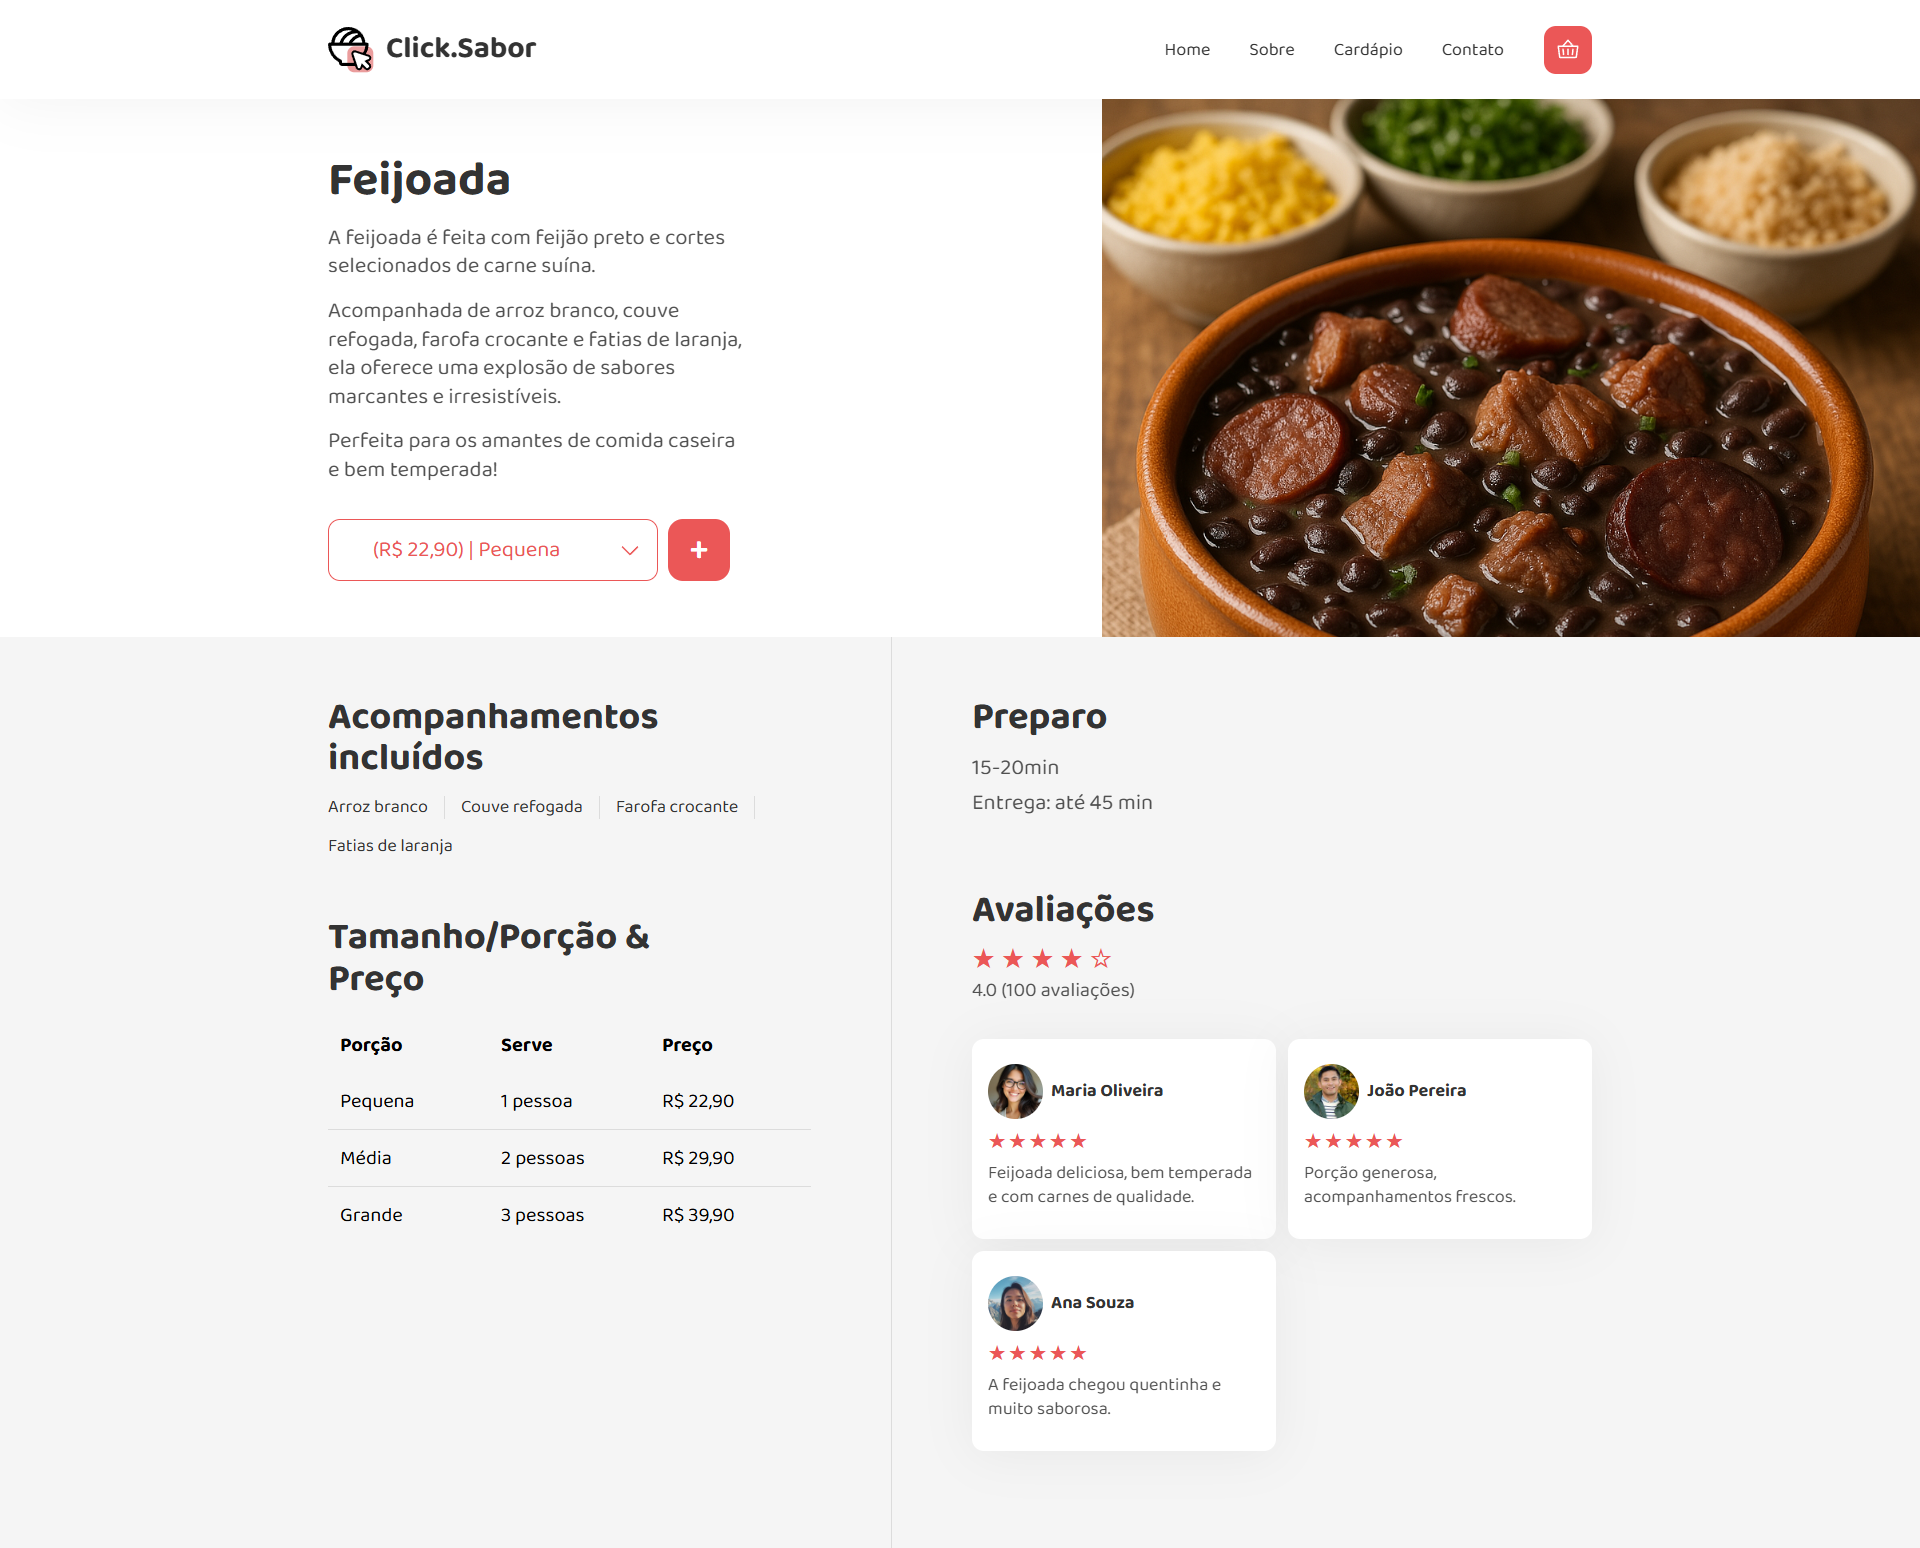 Click.Sabor
Home
Sobre
Cardápio
Contato
Feijoada
A feijoada é feita com feijão preto e cortes
selecionados de carne suína.
Acompanhada de arroz branco, couve
refogada, farofa crocante e fatias de laranja,
ela oferece uma explosão de sabores
marcantes e irresistíveis.
Perfeita para os amantes de comida caseira
e bem temperada!
(R$ 22,90) | Pequena
+
Acompanhamentos
incluídos
Arroz branco
Couve refogada
Farofa crocante
Fatias de laranja
Tamanho/Porção &
Preço
Porção Serve Preço
Pequena 1 pessoa R$ 22,90
Média 2 pessoas R$ 29,90
Grande 3 pessoas R$ 39,90
Preparo
15-20min
Entrega: até 45 min
Avaliações
★ ★ ★ ★ ☆
4.0 (100 avaliações)
Maria Oliveira
★★★★★
Feijoada deliciosa, bem temperada
e com carnes de qualidade.
João Pereira
★★★★★
Porção generosa,
acompanhamentos frescos.
Ana Souza
★★★★★
A feijoada chegou quentinha e
muito saborosa.